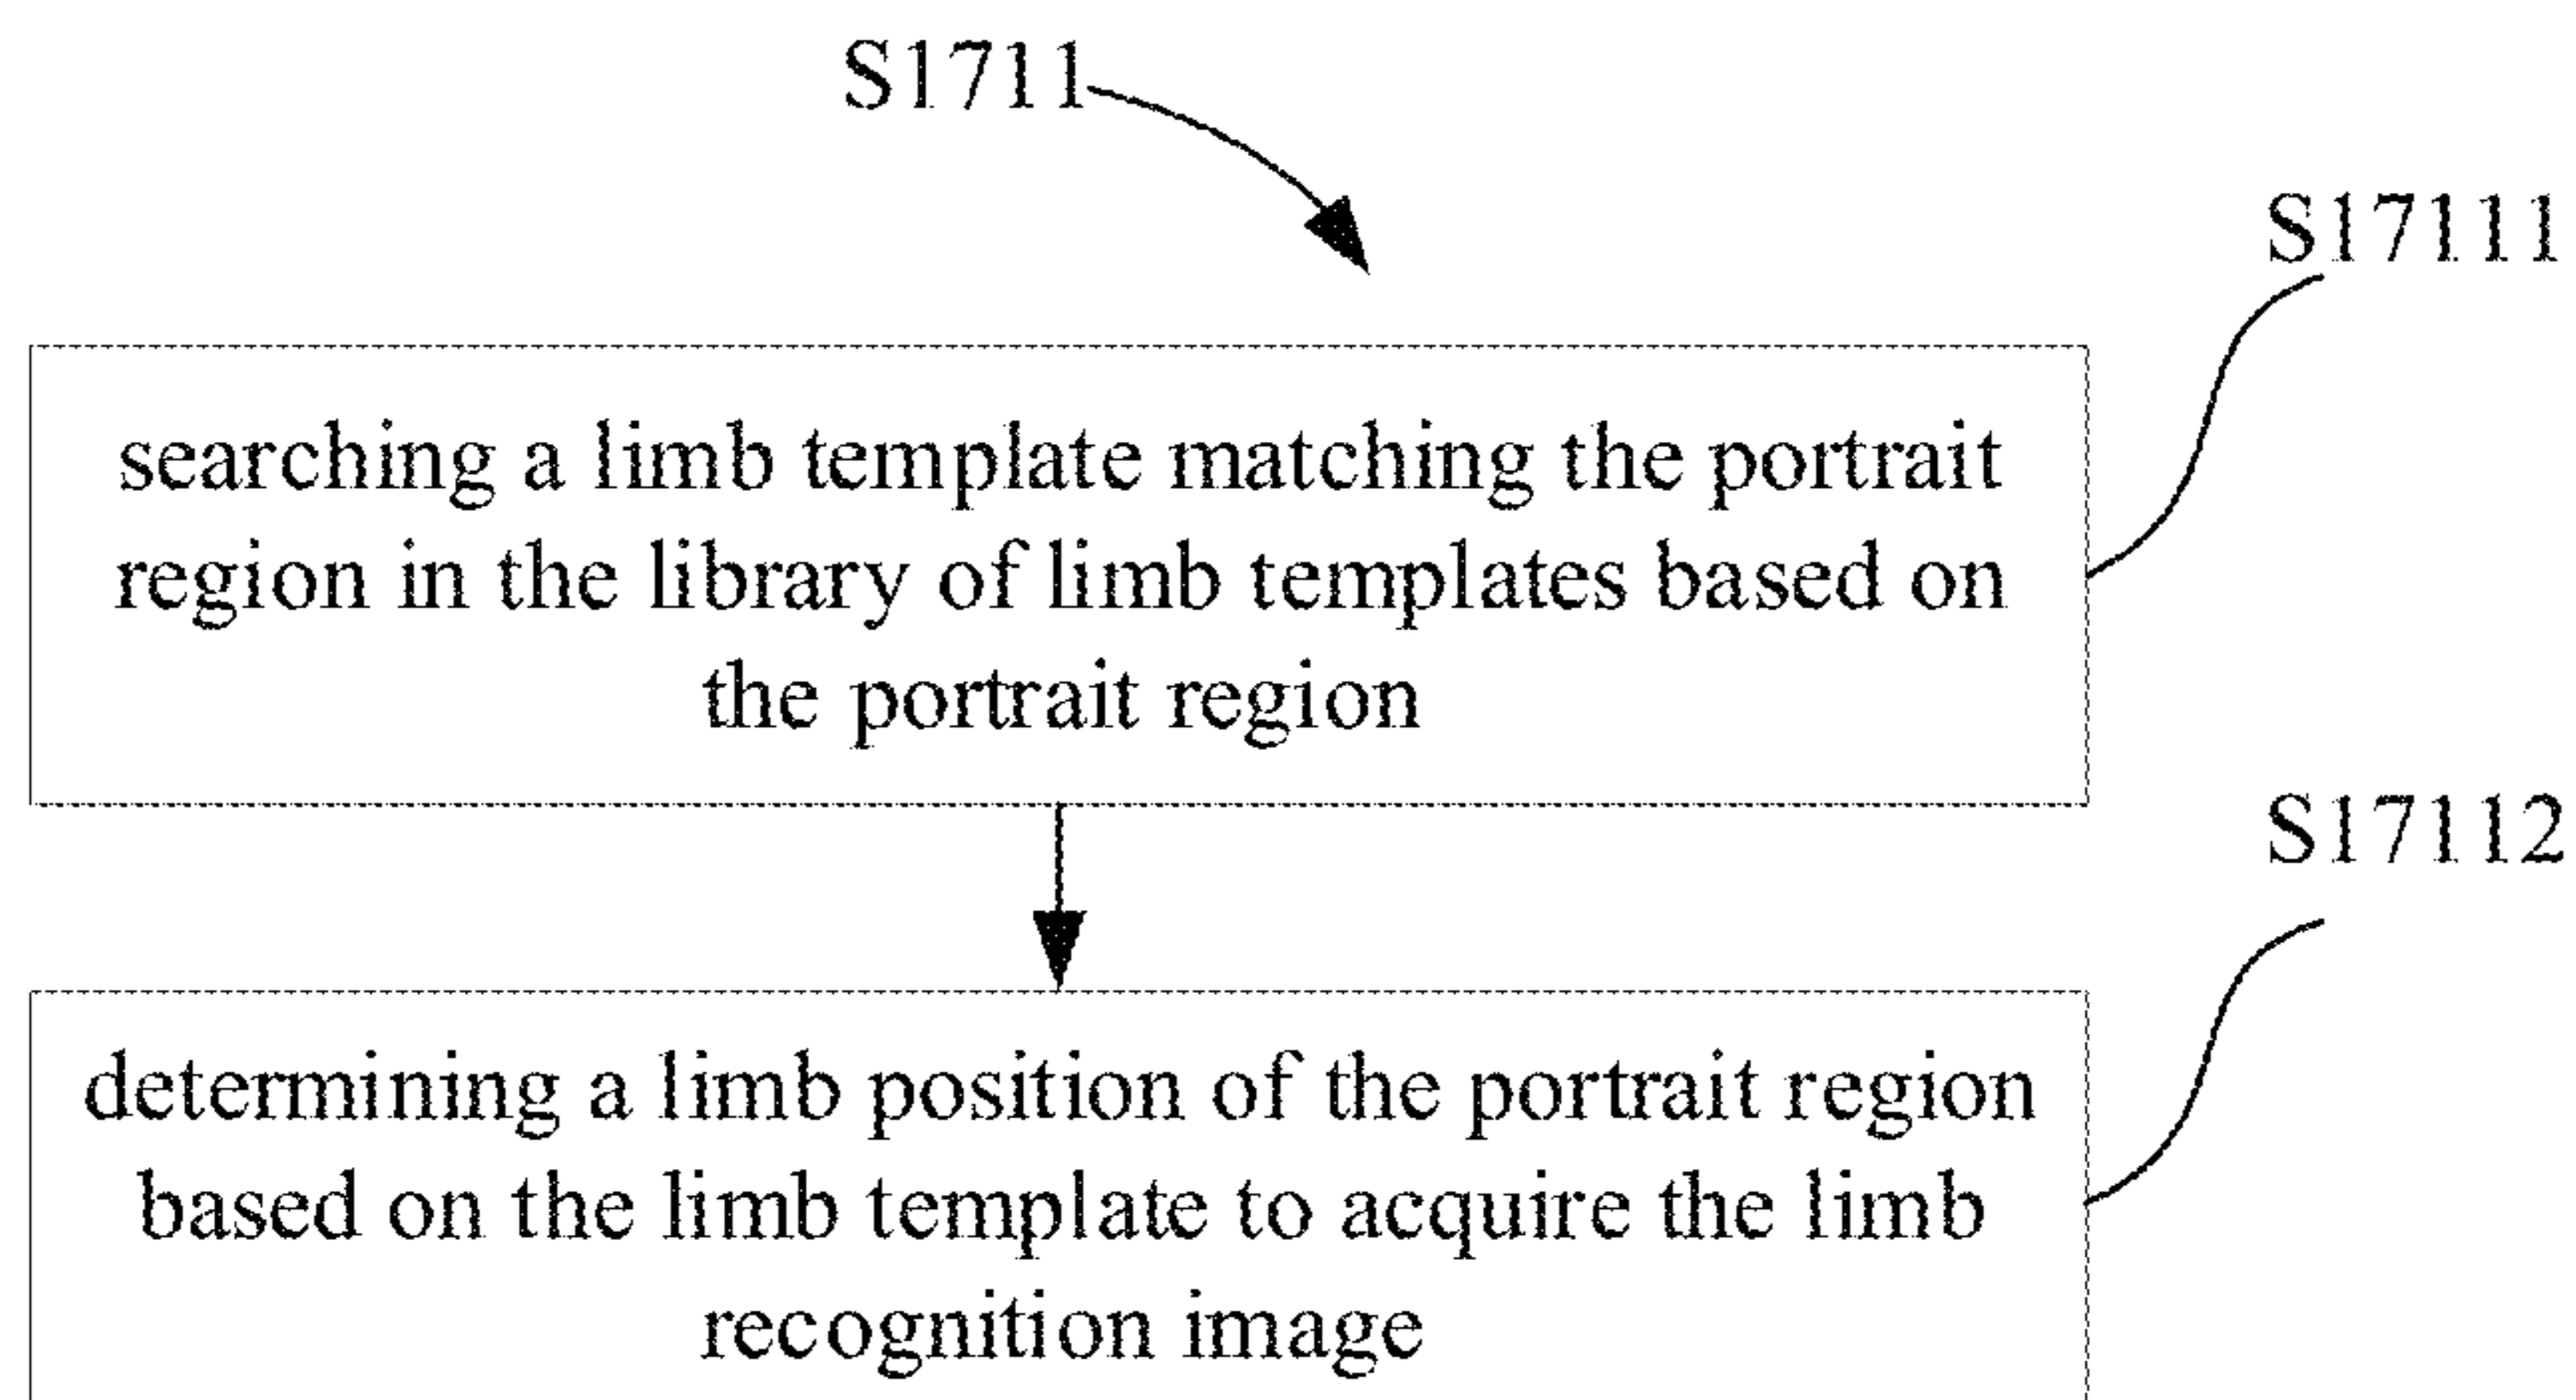 S1711
S17111
searching a limb template matching the portrait
region in the library of limb templates based on
the portrait region
S17112
determining a limb position of the portrait region
based on the limb template to acquire the limb
recognition image